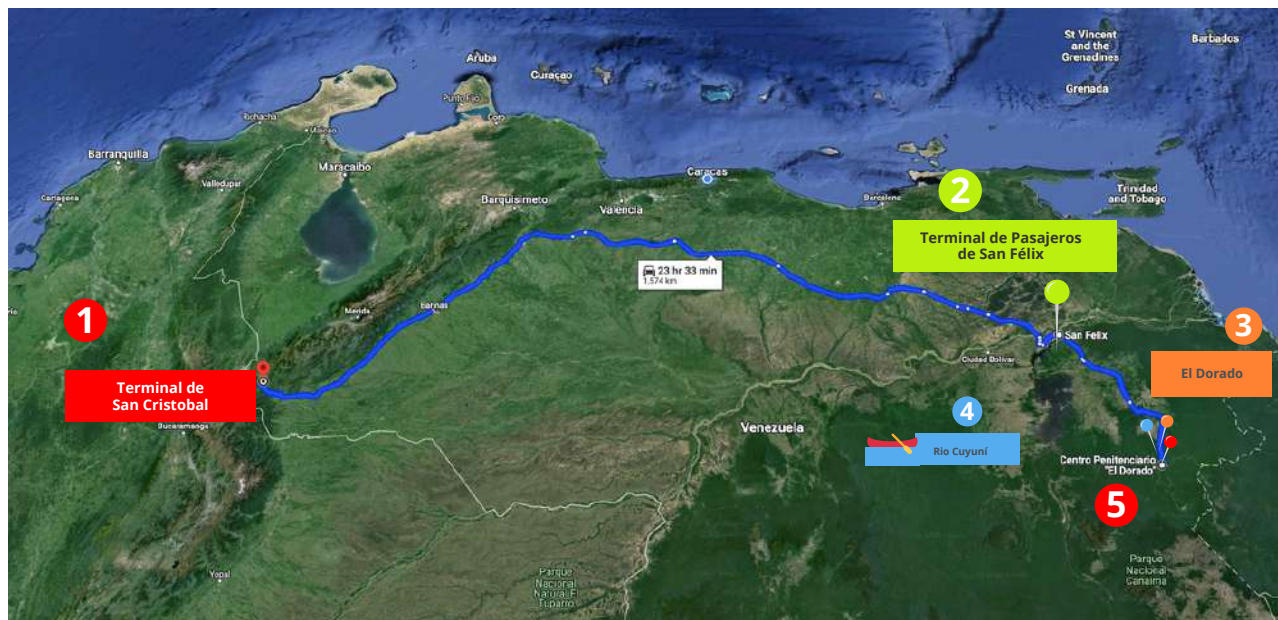 St Vincent
and the
Grenadines
Barbados
Aruba
Curaçao
Grenada
Punto Fijo
Coro
Riohacha
Maicao
Barranquilla
Maracaibo
Caracas
Valledupar
Cartagena
Barquisimeto
Valencia
Barcelona
2
Trinidad
and Tobago
Terminal de Pasajeros
de San Félix
23 hr 33 min
1,574 km
1
Merida
Barinas
San Felix
3
Ciudad Bolívar
El Dorado
Terminal de
San Cristobal
4
Bucaramanga
Venezuela
Rio Cuyuní
Centro Penitenciario
"El Dorado"
5
Yopal
Parque
Nacional
Natural El
Tuparro
Parque
Nacional
Canaima